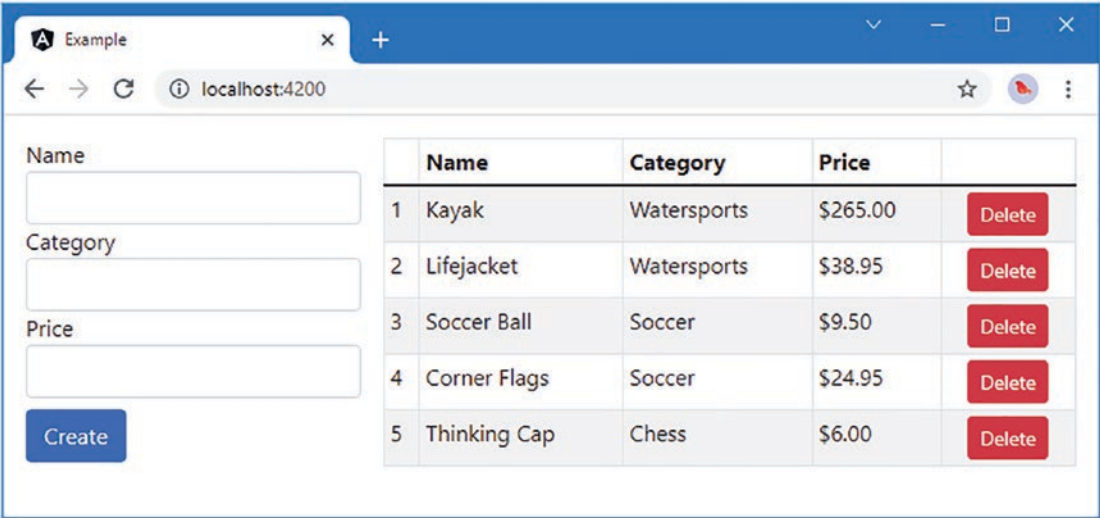 Example
localhost:4200
Name
Category
Price
Create
Name Category Price
1 Kayak Watersports $265.00 Delete
2 Lifejacket Watersports $38.95 Delete
3 Soccer Ball Soccer $9.50 Delete
4 Corner Flags Soccer $24.95 Delete
5 Thinking Cap Chess $6.00 Delete